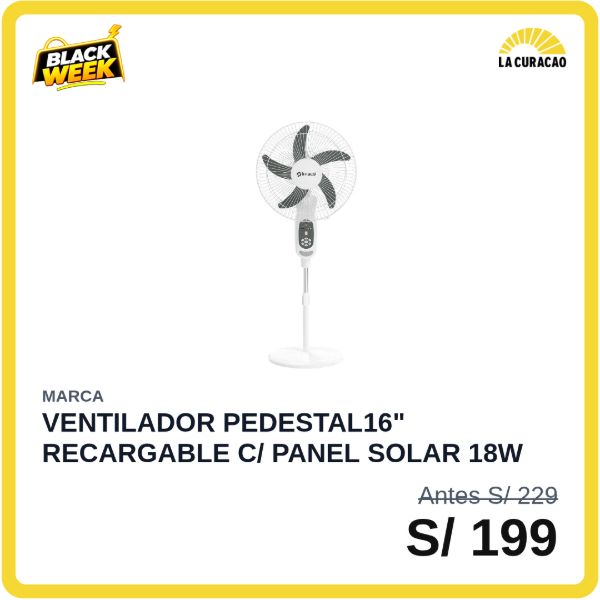 BLACK
WEEK
LA CURACAO
MARCA
VENTILADOR PEDESTAL16"
RECARGABLE C/ PANEL SOLAR 18W
Antes S/ 229
S/ 199